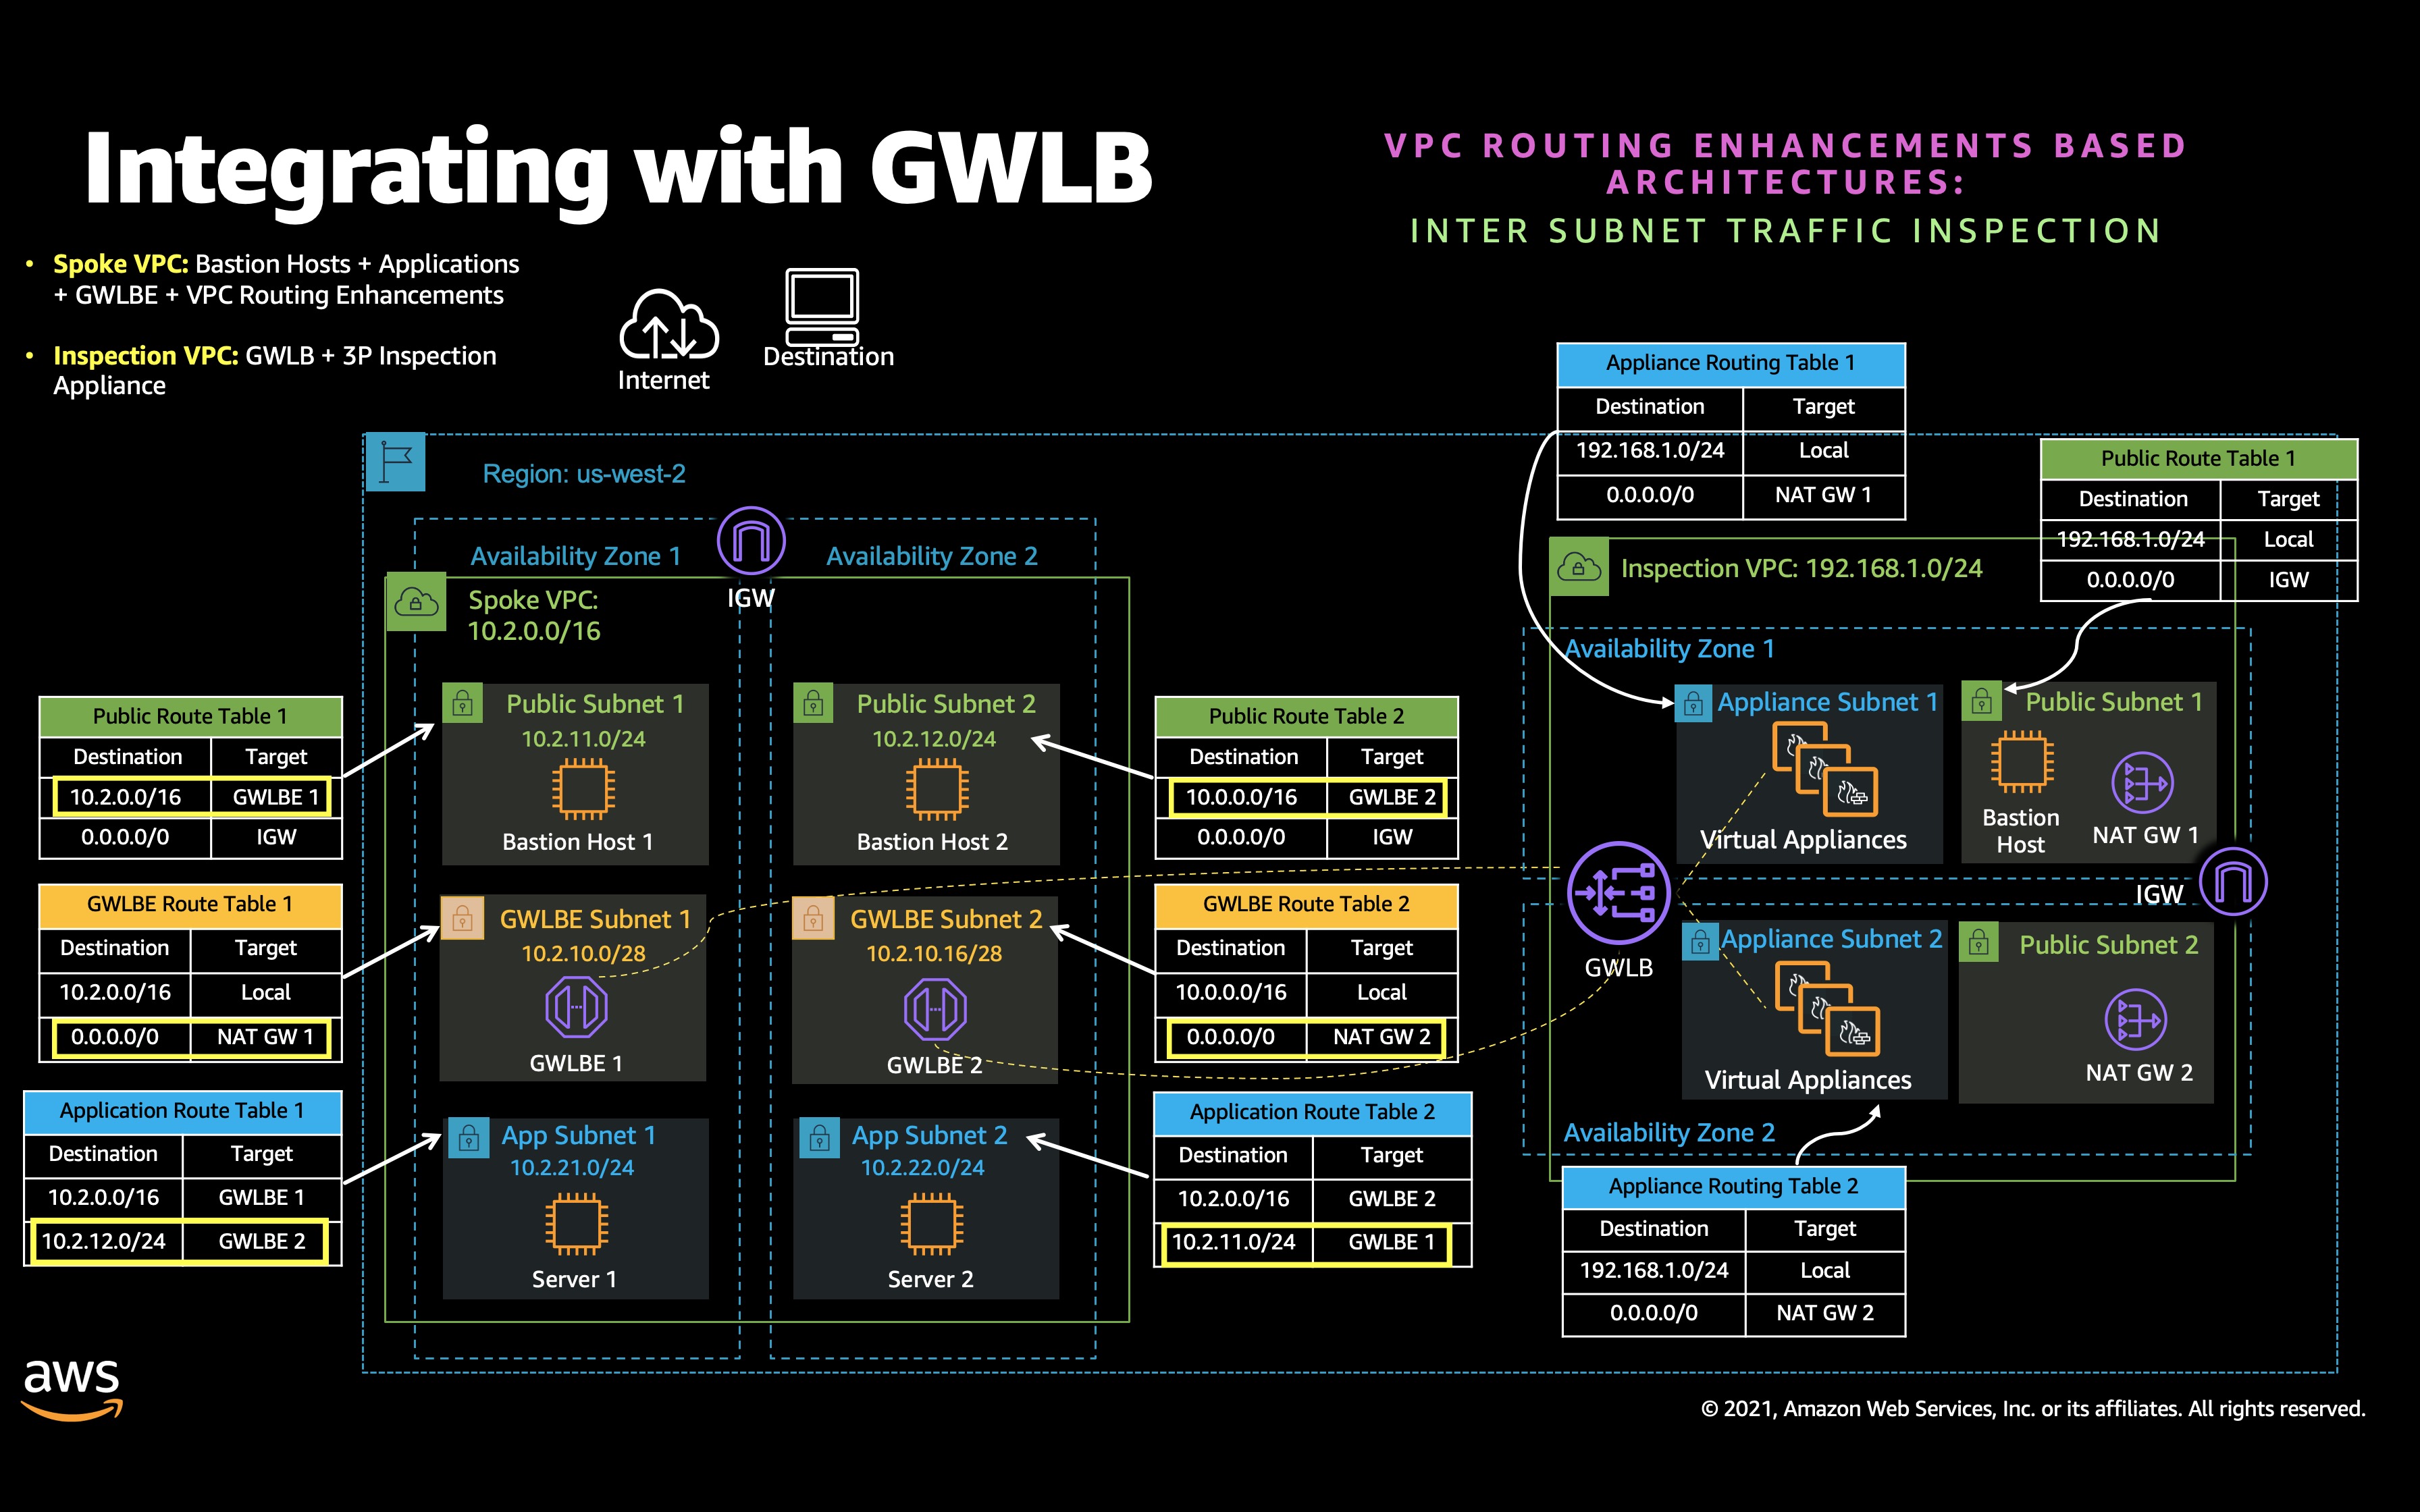 Integrating with GWLB
VPC ROUTING ENHANCEMENTS BASED
ARCHITECTURES:
INTER SUBNET TRAFFIC INSPECTION
• Spoke VPC: Bastion Hosts + Applications
+ GWLBE + VPC Routing Enhancements
• Inspection VPC: GWLB + 3P Inspection
Appliance
Internet
Destination
Region: us-west-2
Availability Zone 1
Availability Zone 2
IGW
Spoke VPC:
10.2.0.0/16
Public Route Table 1
Destination Target
10.2.0.0/16 GWLBE 1
0.0.0.0/0 IGW
GWLBE Route Table 1
Destination Target
10.2.0.0/16 Local
0.0.0.0/0 NAT GW 1
Application Route Table 1
Destination Target
10.2.0.0/16 GWLBE 1
10.2.12.0/24 GWLBE 2
Public Subnet 1
10.2.11.0/24
Bastion Host 1
GWLBE Subnet 1
10.2.10.0/28
GWLBE 1
App Subnet 1
10.2.21.0/24
Server 1
Public Subnet 2
10.2.12.0/24
Bastion Host 2
GWLBE Subnet 2
10.2.10.16/28
GWLBE 2
App Subnet 2
10.2.22.0/24
Server 2
Public Route Table 2
Destination Target
10.0.0.0/16 GWLBE 2
0.0.0.0/0 IGW
GWLBE Route Table 2
Destination Target
10.0.0.0/16 Local
0.0.0.0/0 NAT GW 2
Application Route Table 2
Destination Target
10.2.0.0/16 GWLBE 2
10.2.11.0/24 GWLBE 1
Appliance Routing Table 1
Destination Target
192.168.1.0/24 Local
0.0.0.0/0 NAT GW 1
Public Route Table 1
Destination Target
192.168.1.0/24 Local
0.0.0.0/0 IGW
Inspection VPC: 192.168.1.0/24
Availability Zone 1
Appliance Subnet 1
Virtual Appliances
Public Subnet 1
Bastion
Host
NAT GW 1
IGW
GWLB
Appliance Subnet 2
Virtual Appliances
Public Subnet 2
NAT GW 2
Availability Zone 2
Appliance Routing Table 2
Destination Target
192.168.1.0/24 Local
0.0.0.0/0 NAT GW 2
aws
© 2021, Amazon Web Services, Inc. or its affiliates. All rights reserved.